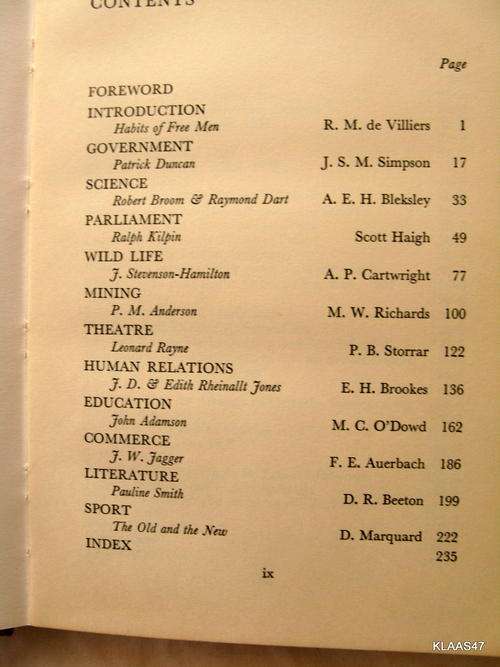 CONTENTS
Page
FOREWORD
INTRODUCTION
Habits of Free Men R. M. de Villiers 1
GOVERNMENT
Patrick Duncan J. S. M. Simpson 17
SCIENCE
Robert Broom & Raymond Dart A. E. H. Bleksley 33
PARLIAMENT
Ralph Kilpin Scott Haigh 49
WILD LIFE
J. Stevenson-Hamilton A. P. Cartwright 77
MINING
P. M. Anderson M. W. Richards 100
THEATRE
Leonard Rayne P. B. Storrar 122
HUMAN RELATIONS
J. D. & Edith Rheinallt Jones E. H. Brookes 136
EDUCATION
John Adamson M. C. O'Dowd 162
COMMERCE
J. W. Jagger F. E. Auerbach 186
LITERATURE
Pauline Smith D. R. Beeton 199
SPORT
The Old and the New D. Marquard 222
INDEX 235
ix
KLAAS47